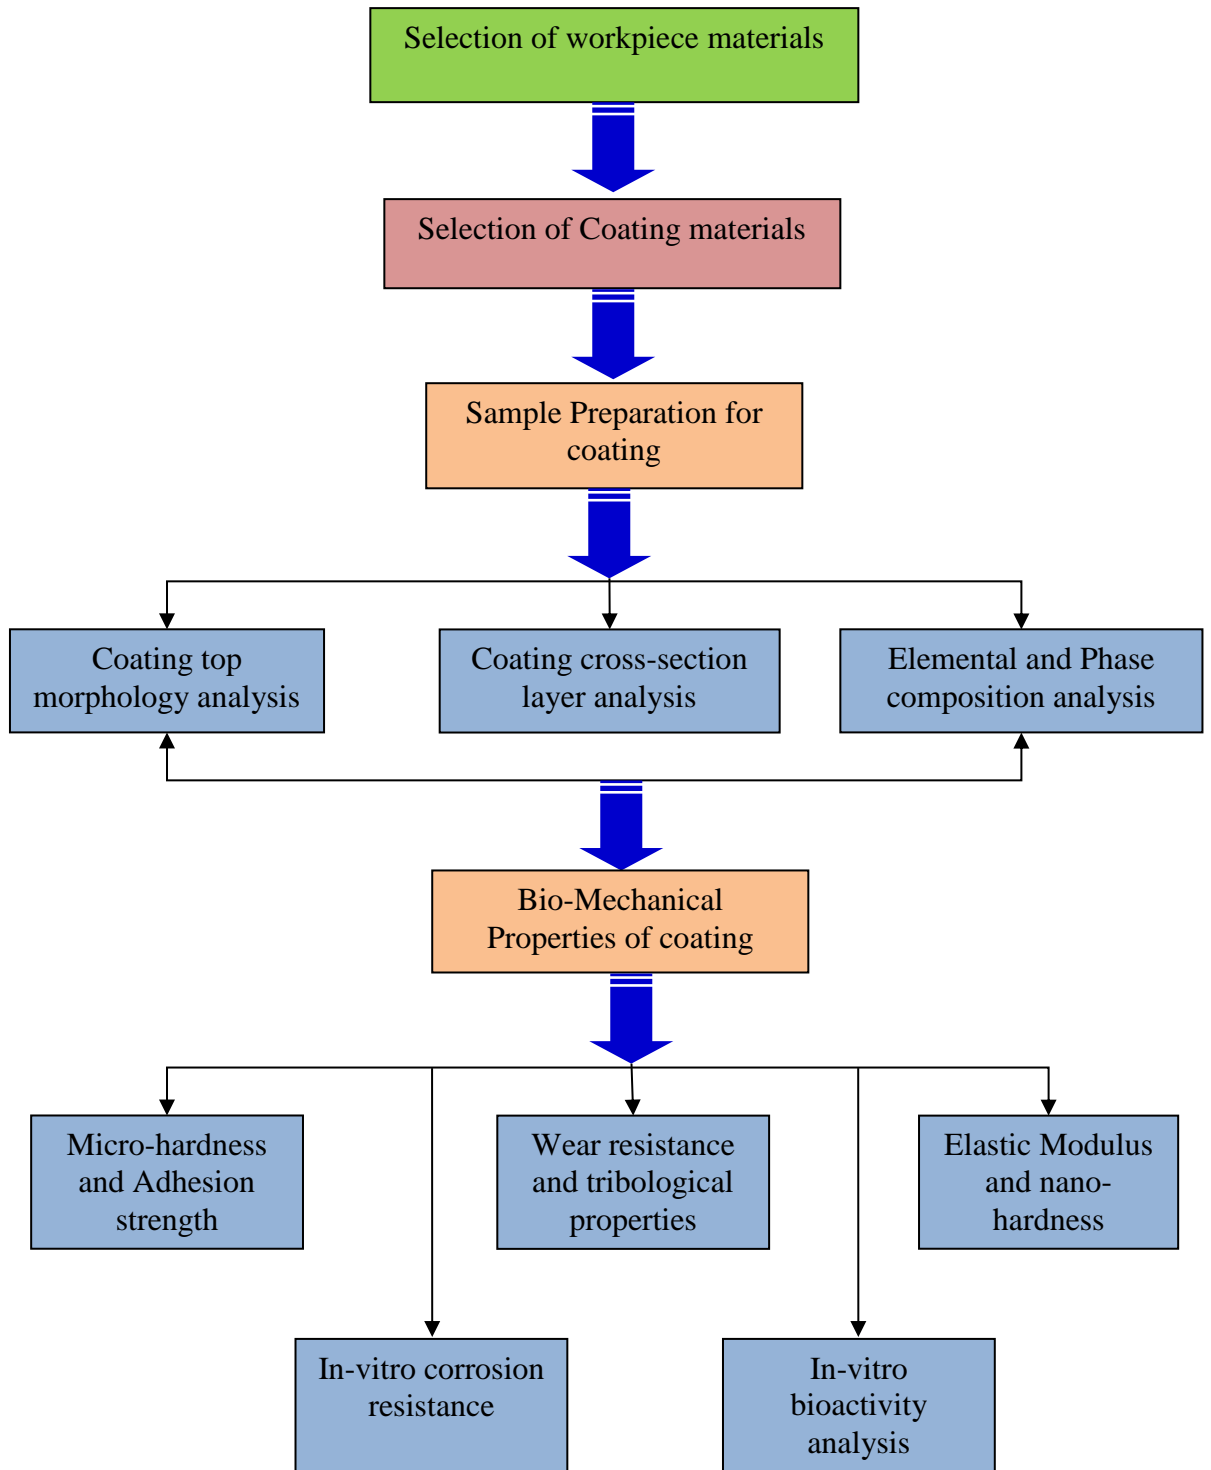 Selection of workpiece materials
Selection of Coating materials
Sample Preparation for
coating
Coating top
morphology analysis
Coating cross-section
layer analysis
Elemental and Phase
composition analysis
Bio-Mechanical
Properties of coating
Micro-hardness
and Adhesion
strength
Wear resistance
and tribological
properties
Elastic Modulus
and nano-
hardness
In-vitro corrosion
resistance
In-vitro
bioactivity
analysis